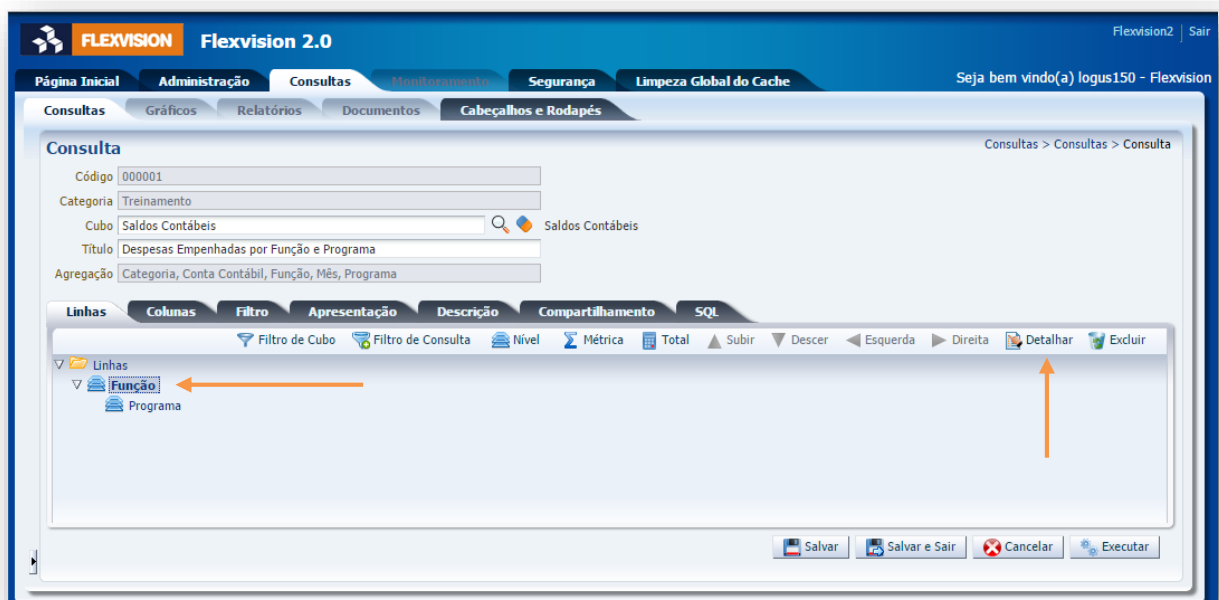 FLEXVISION Flexvision 2.0 Flexvision2 Sair
Página Inicial Administração Consultas Monitoramento Segurança Limpeza Global do Cache Seja bem vindo(a) logus150 - Flexvision
Consultas Gráficos Relatórios Documentos Cabeçalhos e Rodapés
Consulta Consultas > Consultas > Consulta
Código 000001
Categoria Treinamento
Cubo Saldos Contábeis Saldos Contábeis
Título Despesas Empenhadas por Função e Programa
Agregação Categoria, Conta Contábil, Função, Mês, Programa
Linhas Colunas Filtro Apresentação Descrição Compartilhamento SQL
Filtro de Cubo Filtro de Consulta Nível Métrica Total Subir Descer Esquerda Direita Detalhar Excluir
Linhas
Função
Programa
Salvar Salvar e Sair Cancelar Executar